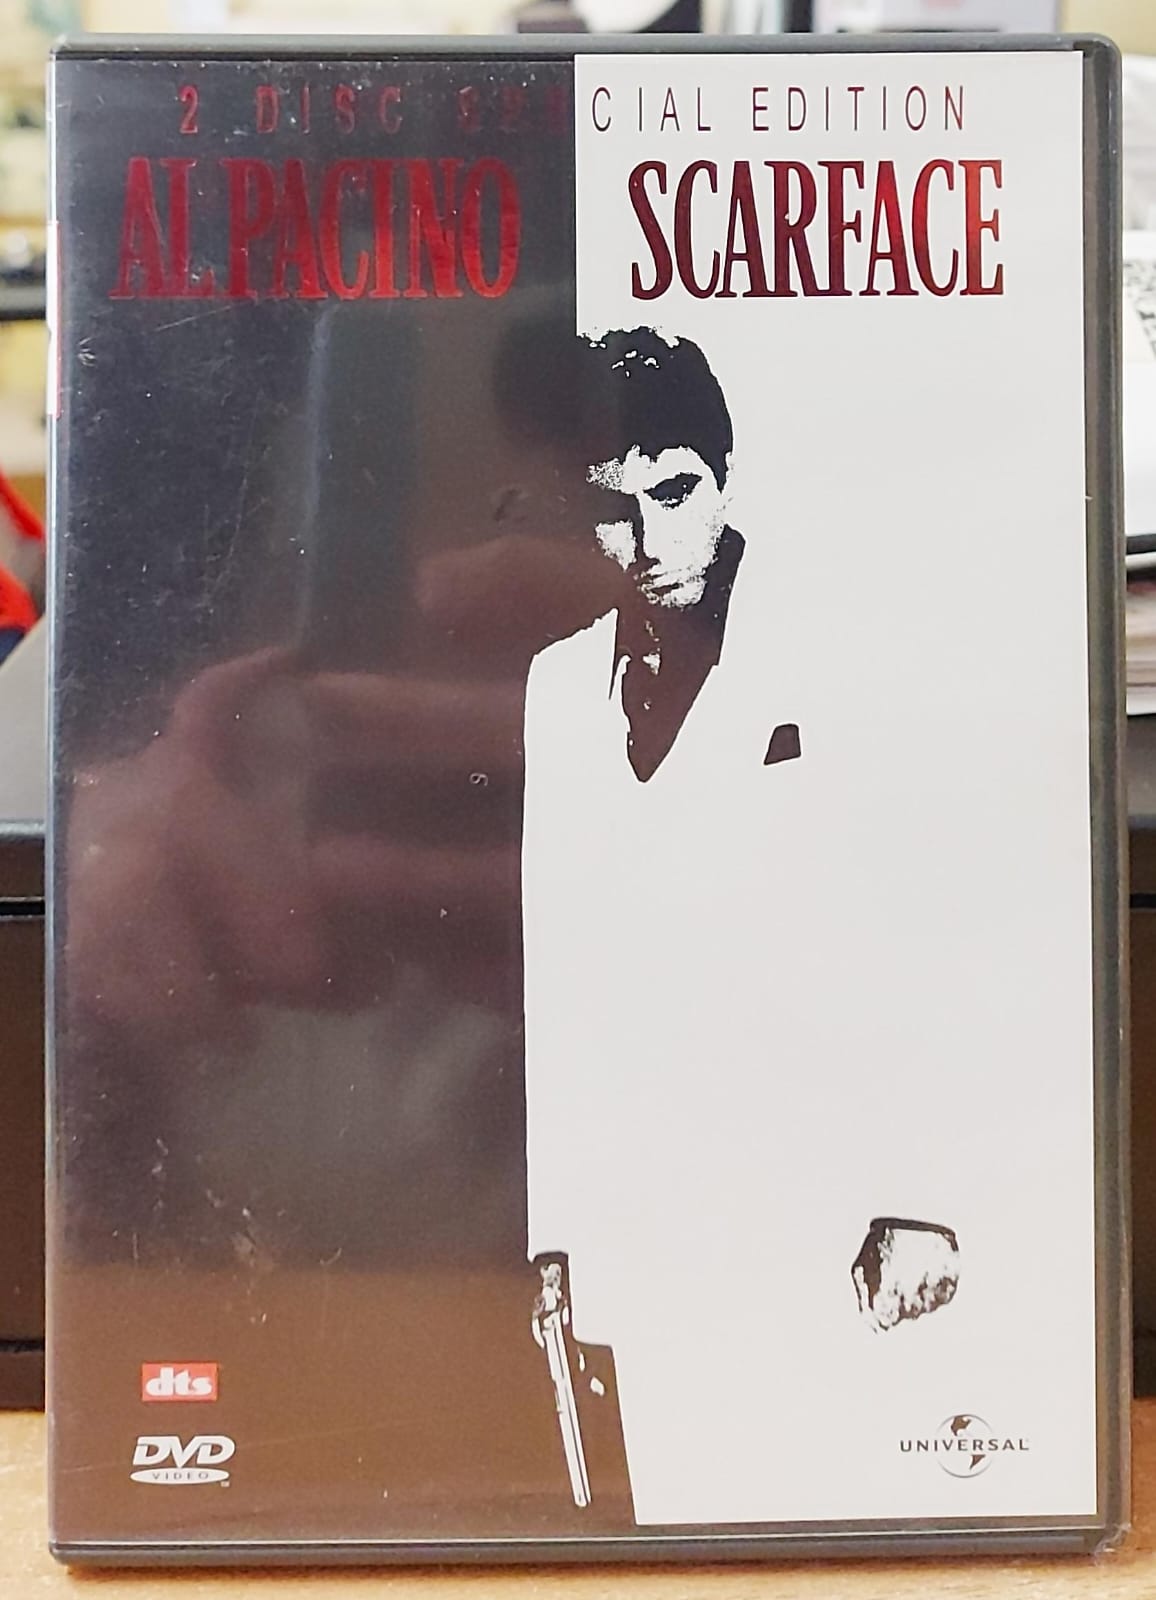 2 DISC SPECIAL EDITION
AL PACINO SCARFACE
dts
DVD
VIDEO
UNIVERSAL